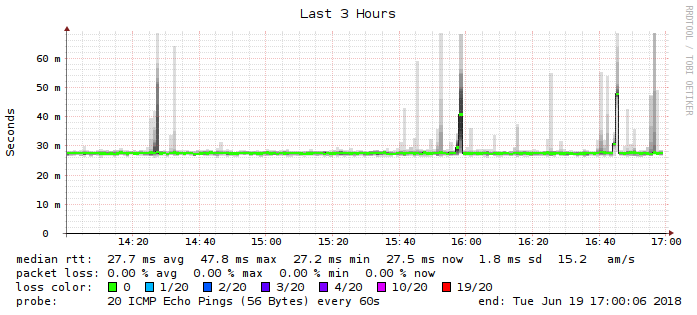 Last 3 Hours
RRDTOOL / TOBI OETIKER
Seconds
60 m
50 m
40 m
30 m
20 m
10 m
0
14:20 14:40 15:00 15:20 15:40 16:00 16:20 16:40 17:00
median rtt: 27.7 ms avg 47.8 ms max 27.2 ms min 27.5 ms now 1.8 ms sd 15.2 am/s
packet loss: 0.00 % avg 0.00 % max 0.00 % min 0.00 % now
loss color: 0 1/20 2/20 3/20 4/20 10/20 19/20
probe: 20 ICMP Echo Pings (56 Bytes) every 60s end: Tue Jun 19 17:00:06 2018